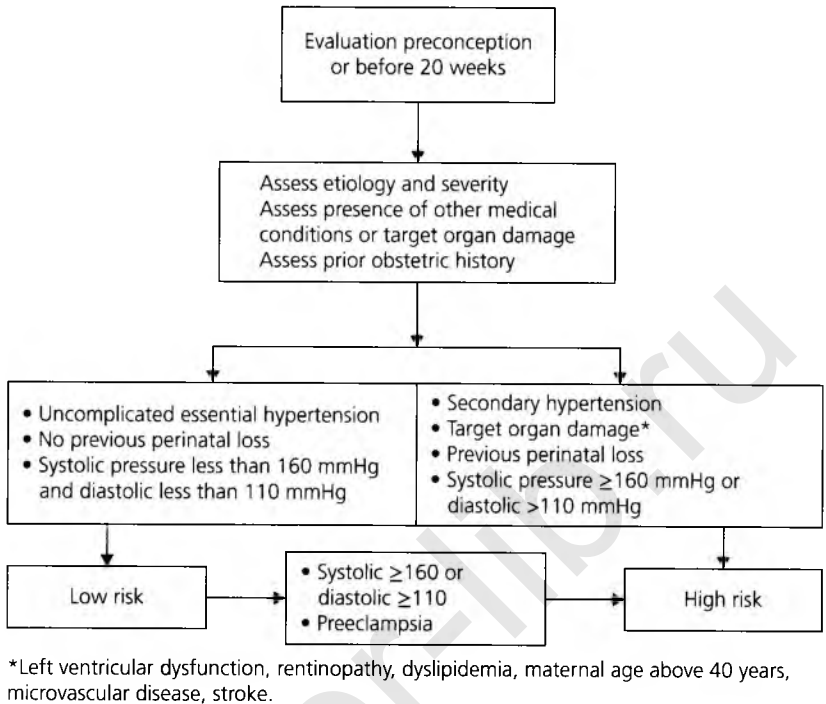 Evaluation preconception
or before 20 weeks
Assess etiology and severity
Assess presence of other medical
conditions or target organ damage
Assess prior obstetric history
• Uncomplicated essential hypertension
• No previous perinatal loss
• Systolic pressure less than 160 mmHg
and diastolic less than 110 mmHg
• Secondary hypertension
• Target organ damage*
• Previous perinatal loss
• Systolic pressure ≥160 mmHg or
diastolic >110 mmHg
Low risk
• Systolic ≥160 or
diastolic ≥110
• Preeclampsia
High risk
*Left ventricular dysfunction, rentinopathy, dyslipidemia, maternal age above 40 years,
microvascular disease, stroke.
er-lib.ru